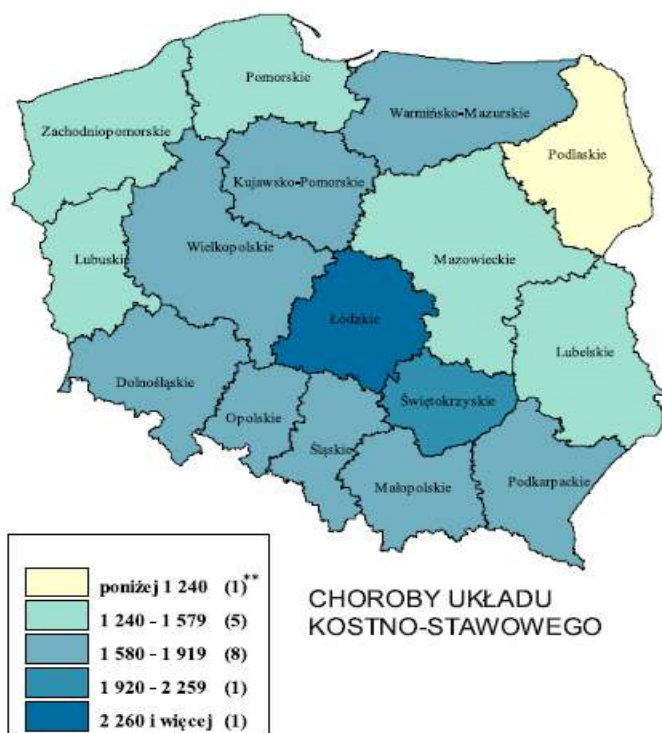 Pomorskie
Warmińsko-Mazurskie
Zachodniopomorskie
Podlaskie
Kujawsko-Pomorskie
Wielkopolskie
Lubuskie
Mazowieckie
Łódzkie
Lubelskie
Dolnośląskie
Świętokrzyskie
Opolskie
Śląskie
Małopolskie
Podkarpackie
poniżej 1 240 (1)**
1 240 - 1 579 (5)
1 580 - 1 919 (8)
1 920 - 2 259 (1)
2 260 i więcej (1)
CHOROBY UKŁADU
KOSTNO-STAWOWEGO